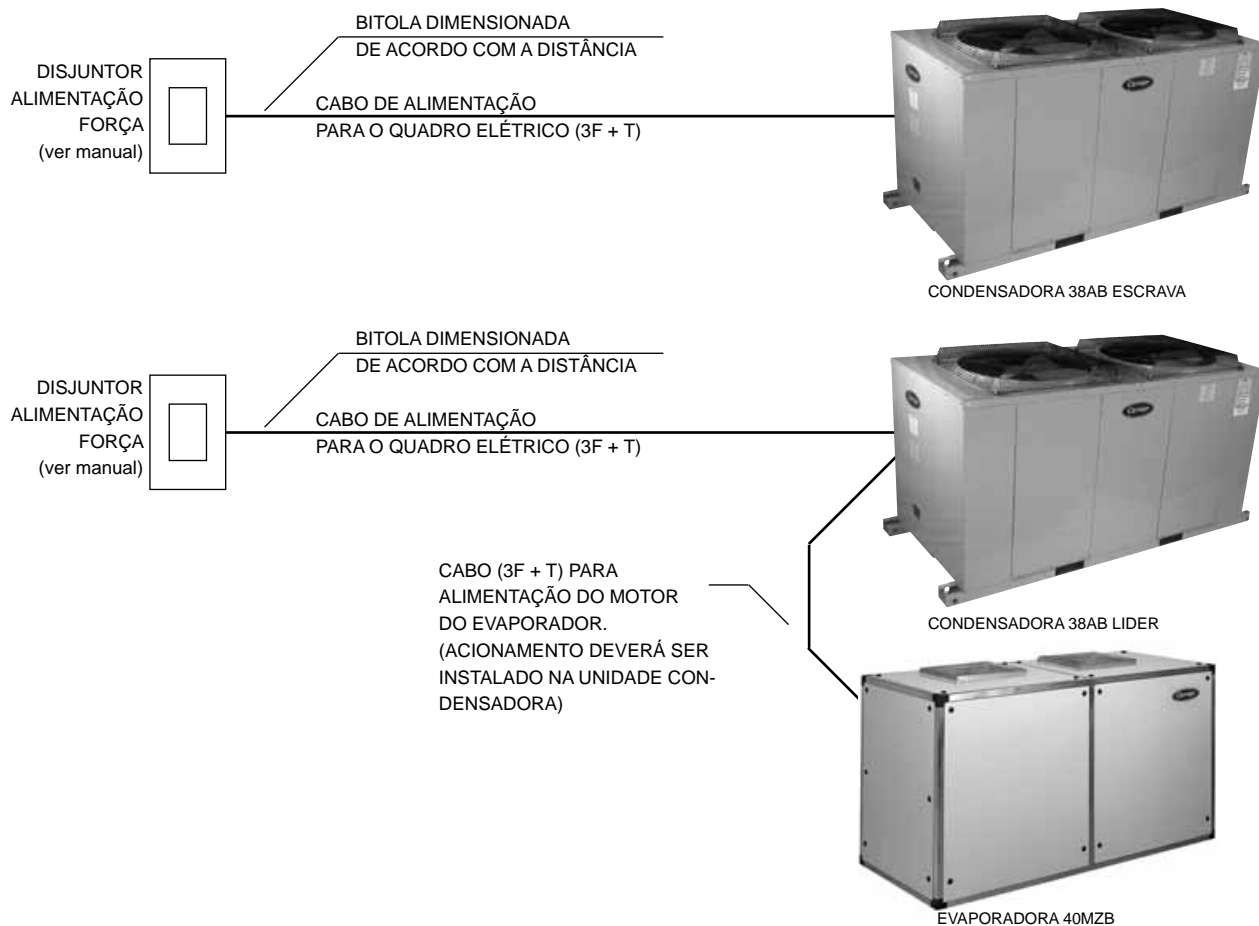 BITOLA DIMENSIONADA
DE ACORDO COM A DISTÂNCIA
DISJUNTOR
ALIMENTAÇÃO
FORÇA
(ver manual)
CABO DE ALIMENTAÇÃO
PARA O QUADRO ELÉTRICO (3F + T)
Carrier
CONDENSADORA 38AB ESCRAVA
BITOLA DIMENSIONADA
DE ACORDO COM A DISTÂNCIA
DISJUNTOR
ALIMENTAÇÃO
FORÇA
(ver manual)
CABO DE ALIMENTAÇÃO
PARA O QUADRO ELÉTRICO (3F + T)
Carrier
CONDENSADORA 38AB LIDER
CABO (3F + T) PARA
ALIMENTAÇÃO DO MOTOR
DO EVAPORADOR.
(ACIONAMENTO DEVERÁ SER
INSTALADO NA UNIDADE CON-
DENSADORA)
Carrier
EVAPORADORA 40MZB